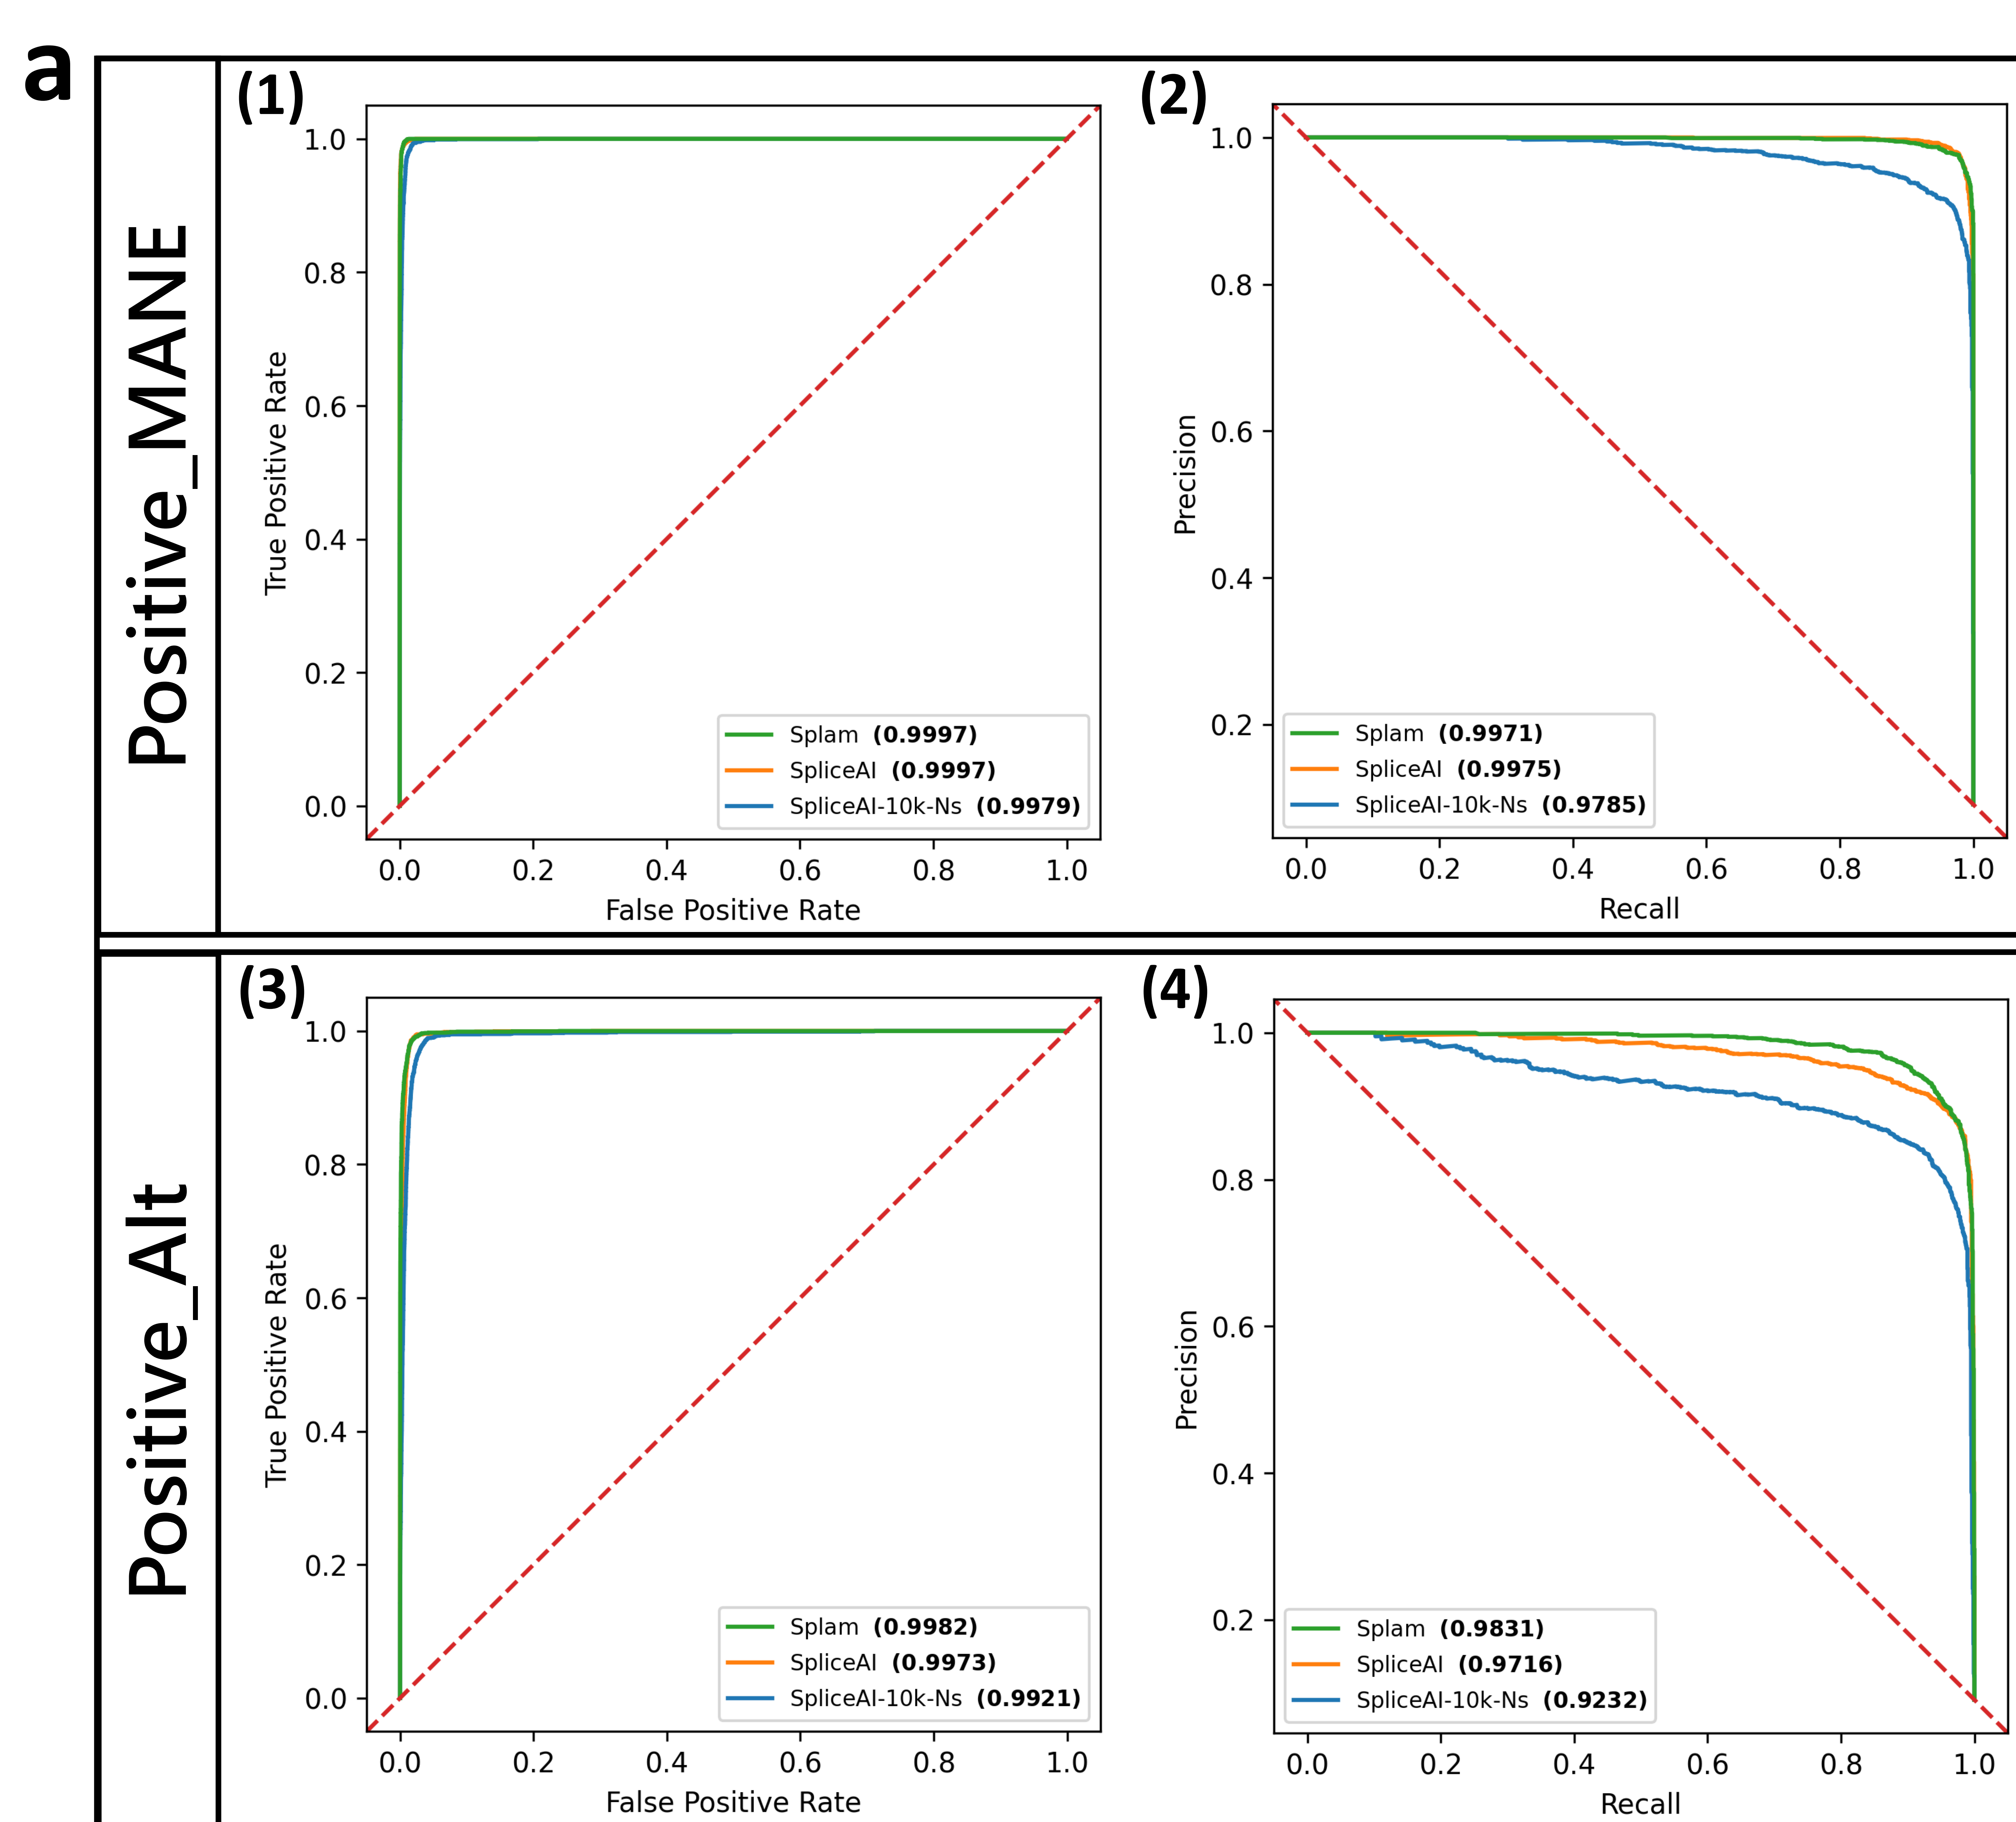 a
Positive_MANE
(1)
1.0
0.8
0.6
0.4
0.2
0.0
True Positive Rate
Splam (0.9997)
SpliceAI (0.9997)
SpliceAI-10k-Ns (0.9979)
0.0 0.2 0.4 0.6 0.8 1.0
False Positive Rate
(2)
1.0
0.8
0.6
0.4
0.2
Precision
Splam (0.9971)
SpliceAI (0.9975)
SpliceAI-10k-Ns (0.9785)
0.0 0.2 0.4 0.6 0.8 1.0
Recall
Positive_Alt
(3)
1.0
0.8
0.6
0.4
0.2
0.0
True Positive Rate
Splam (0.9982)
SpliceAI (0.9973)
SpliceAI-10k-Ns (0.9921)
0.0 0.2 0.4 0.6 0.8 1.0
False Positive Rate
(4)
1.0
0.8
0.6
0.4
0.2
Precision
Splam (0.9831)
SpliceAI (0.9716)
SpliceAI-10k-Ns (0.9232)
0.0 0.2 0.4 0.6 0.8 1.0
Recall